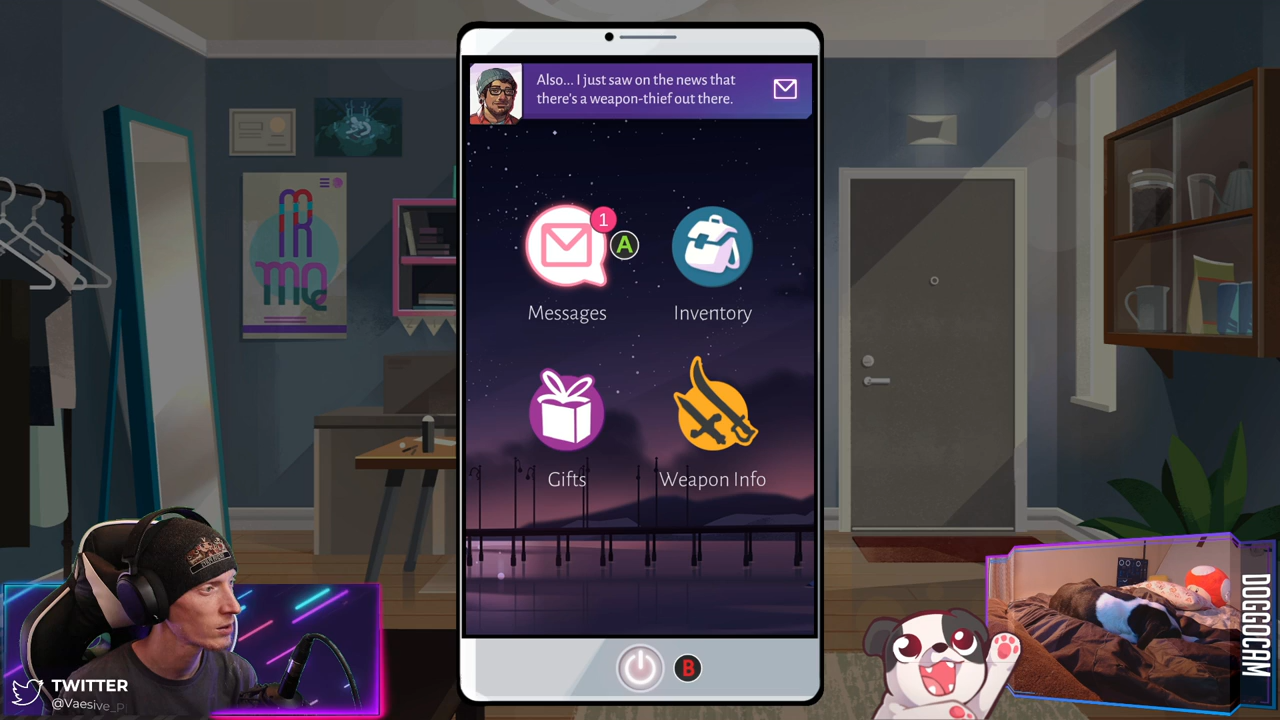 Also... I just saw on the news that
there's a weapon-thief out there.
1
A
Messages
Inventory
Gifts
Weapon Info
B
TWITTER
DOGGOCAM